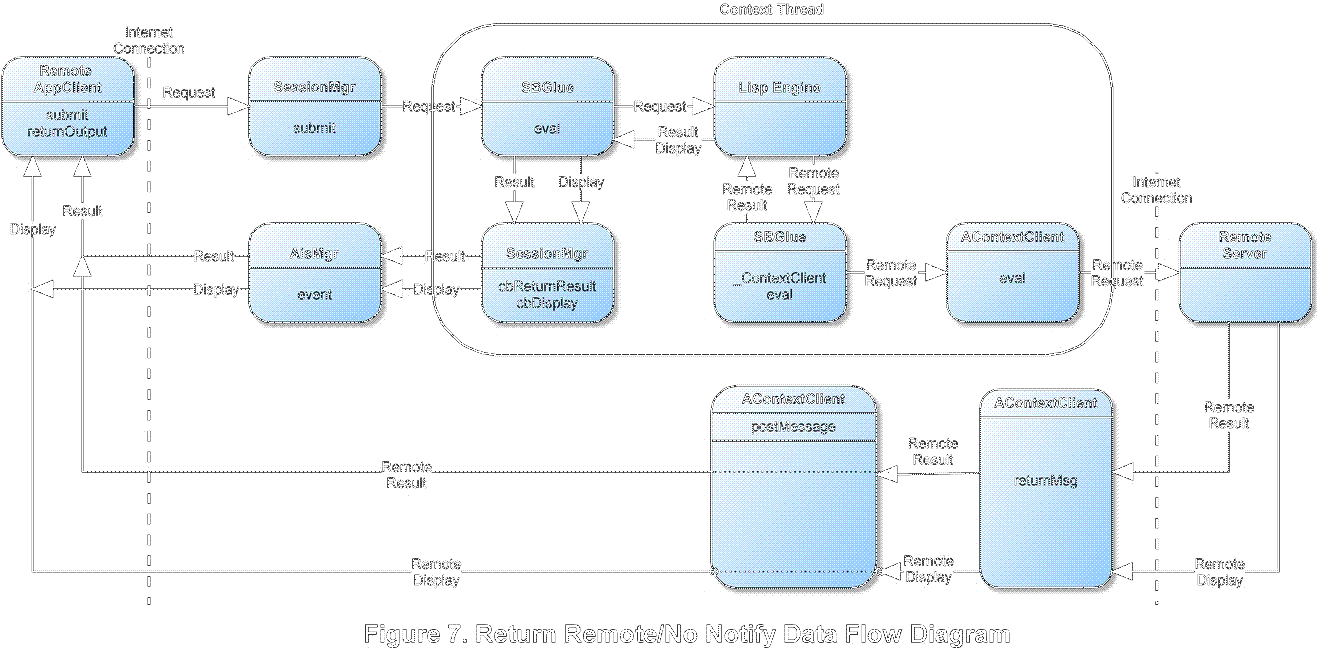 Context Thread
Internet
Connection
Remote
AppClient
submit
returnOutput
Request
SessionMgr
submit
Request
SBGlue
eval
Request
Result
Display
Lisp Engine
Result
Display
Remote
Result
Remote
Request
Internet
Connection
Display
Result
Result
Display
AisMgr
event
Result
Display
SessionMgr
cbReturnResult
cbDisplay
SBGlue
_ContextClient
eval
Remote
Request
AContextClient
eval
Remote
Request
Remote
Server
AContextClient
postMessage
AContextClient
returnMsg
Remote
Result
Remote
Result
Remote
Result
Remote
Display
Remote
Display
Remote
Display
Figure 7. Return Remote/No Notify Data Flow Diagram